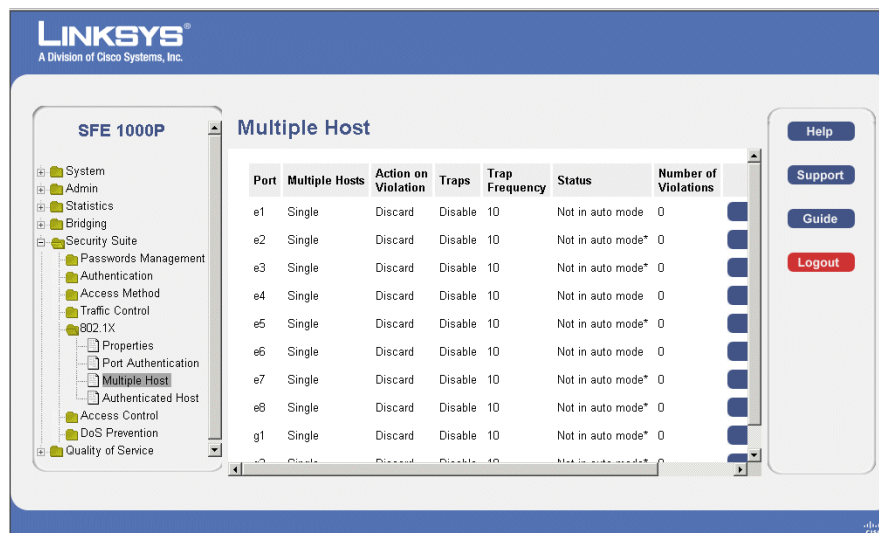 LINKSYS®
A Division of Cisco Systems, Inc.
SFE 1000P
System
Admin
Statistics
Bridging
Security Suite
Passwords Management
Authentication
Access Method
Traffic Control
802.1X
Properties
Port Authentication
Multiple Host
Authenticated Host
Access Control
DoS Prevention
Quality of Service
Multiple Host
Port Multiple Hosts Action on Violation Traps Trap Frequency Status Number of Violations
e1 Single Discard Disable 10 Not in auto mode 0
e2 Single Discard Disable 10 Not in auto mode* 0
e3 Single Discard Disable 10 Not in auto mode* 0
e4 Single Discard Disable 10 Not in auto mode 0
e5 Single Discard Disable 10 Not in auto mode* 0
e6 Single Discard Disable 10 Not in auto mode 0
e7 Single Discard Disable 10 Not in auto mode* 0
e8 Single Discard Disable 10 Not in auto mode* 0
g1 Single Discard Disable 10 Not in auto mode* 0
Help
Support
Guide
Logout